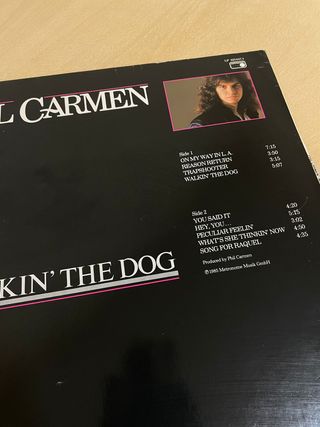 L CARMEN
Side 1
ON MY WAY IN L.A. 7:15
REASON RETURN 3:50
TRAPSHOOTER 3:15
WALKIN' THE DOG 5:07
Side 2
YOU SAID IT 4:20
HEY, YOU... 5:15
PECULIAR FEELIN' 3:02
WHAT'S SHE THINKIN' NOW 4:50
SONG FOR RAQUEL 4:35
Produced by Phil Carmen
℗ 1985 Metronome Musik GmbH
KIN' THE DOG